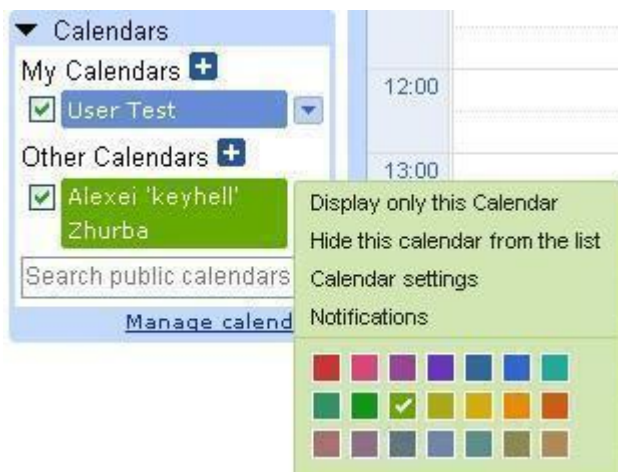 Calendars
My Calendars
User Test
Other Calendars
Alexei 'keyhell'
Zhurba
Search public calendars
Manage calend
12:00
13:00
Display only this Calendar
Hide this calendar from the list
Calendar settings
Notifications